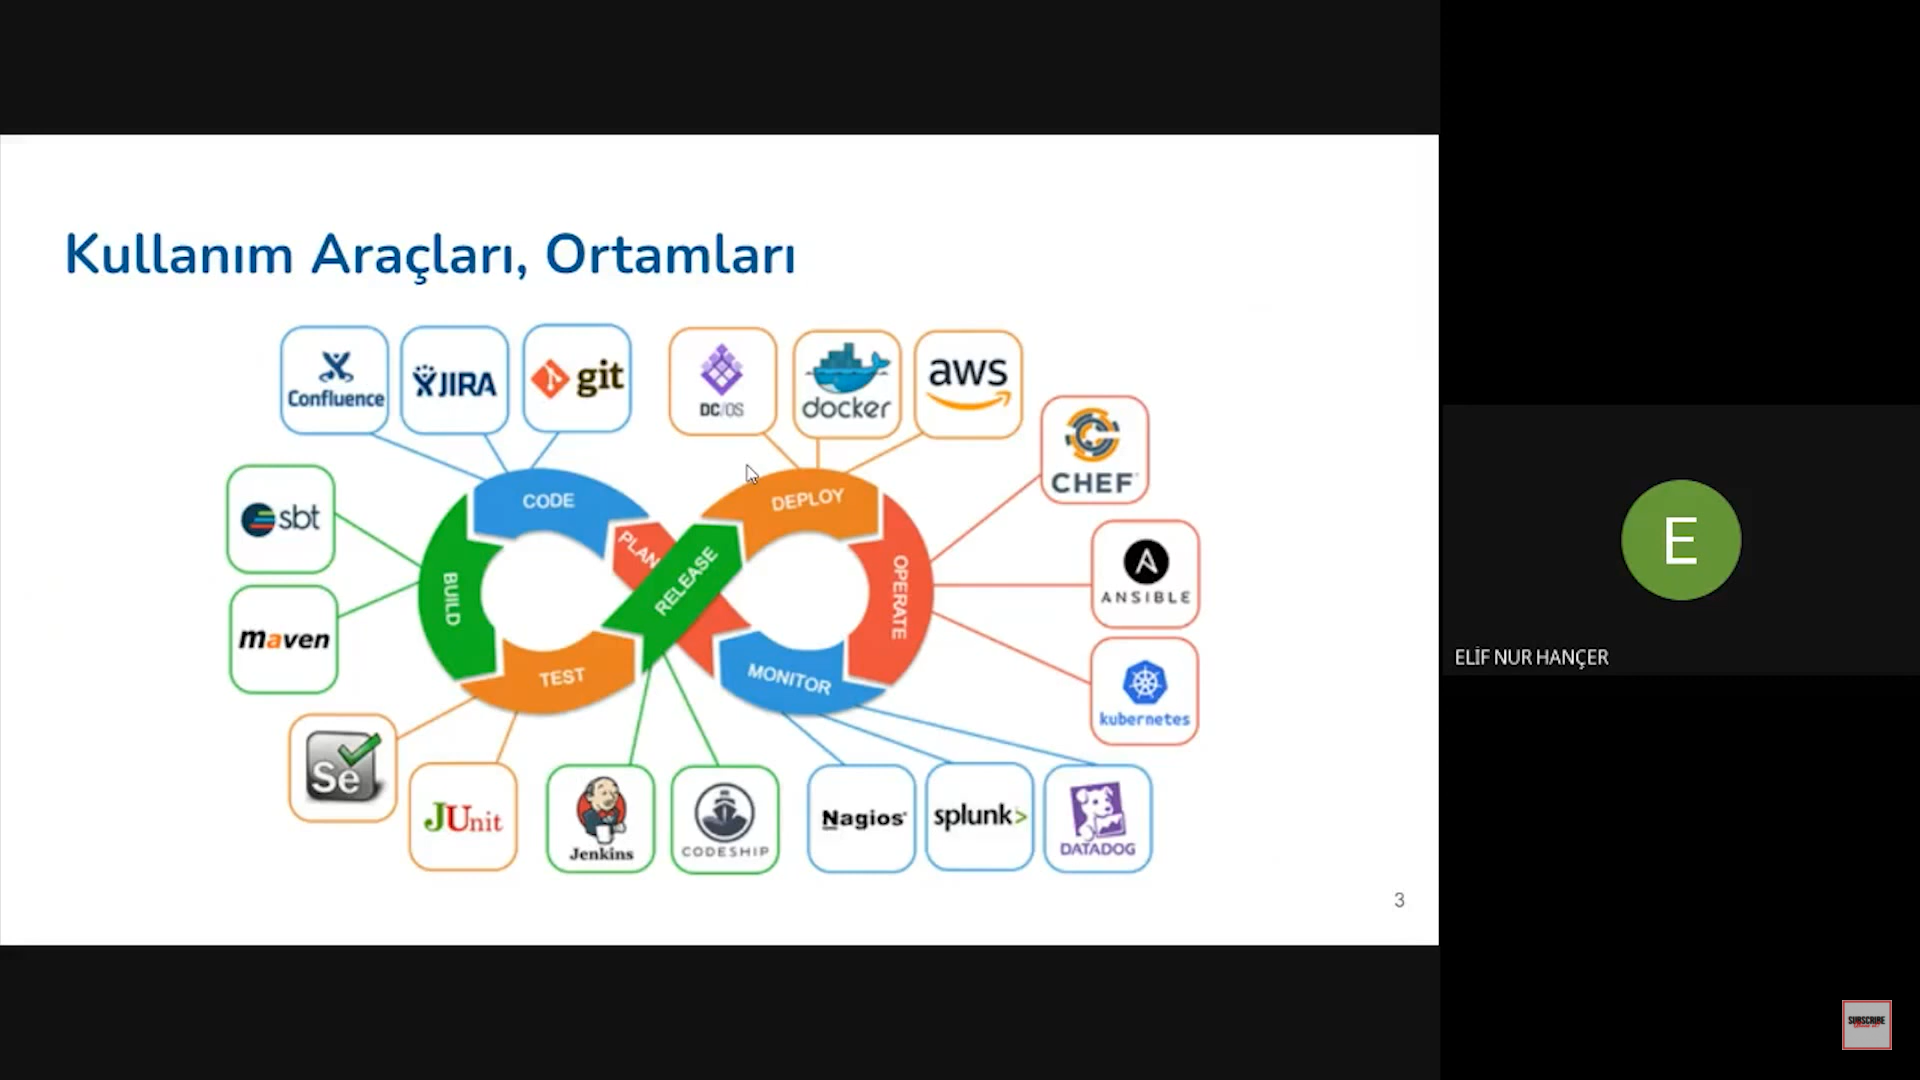 Kullanım Araçları, Ortamları
Confluence
JIRA
git
DC/OS
docker
aws
CHEF
sbt
CODE
DEPLOY
PLAN
RELEASE
BUILD
OPERATE
ANSIBLE
maven
TEST
MONITOR
kubernetes
Se
JUnit
Jenkins
CODESHIP
Nagios
splunk>
DATADOG
3
E
ELİF NUR HANÇER
SUBSCRIBE